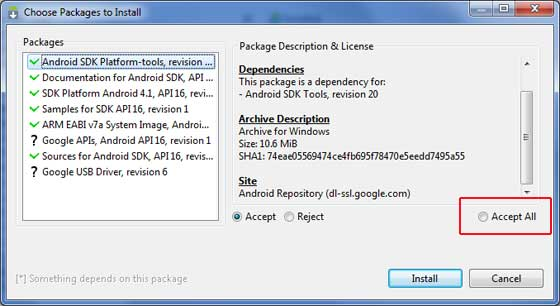 Choose Packages to Install
Packages
Android SDK Platform-tools, revision ...
Documentation for Android SDK, API ...
SDK Platform Android 4.1, API 16, revi...
Samples for SDK API 16, revision 1
ARM EABI v7a System Image, Androi...
Google APIs, Android API 16, revision 1
Sources for Android SDK, API 16, revis...
Google USB Driver, revision 6
Package Description & License
Dependencies
This package is a dependency for:
- Android SDK Tools, revision 20
Archive Description
Archive for Windows
Size: 10.6 MiB
SHA1: 74eae05569474ce4fb695f78470e5eedd7495a55
Site
Android Repository (dl-ssl.google.com)
Accept Reject Accept All
[*] Something depends on this package
Install Cancel